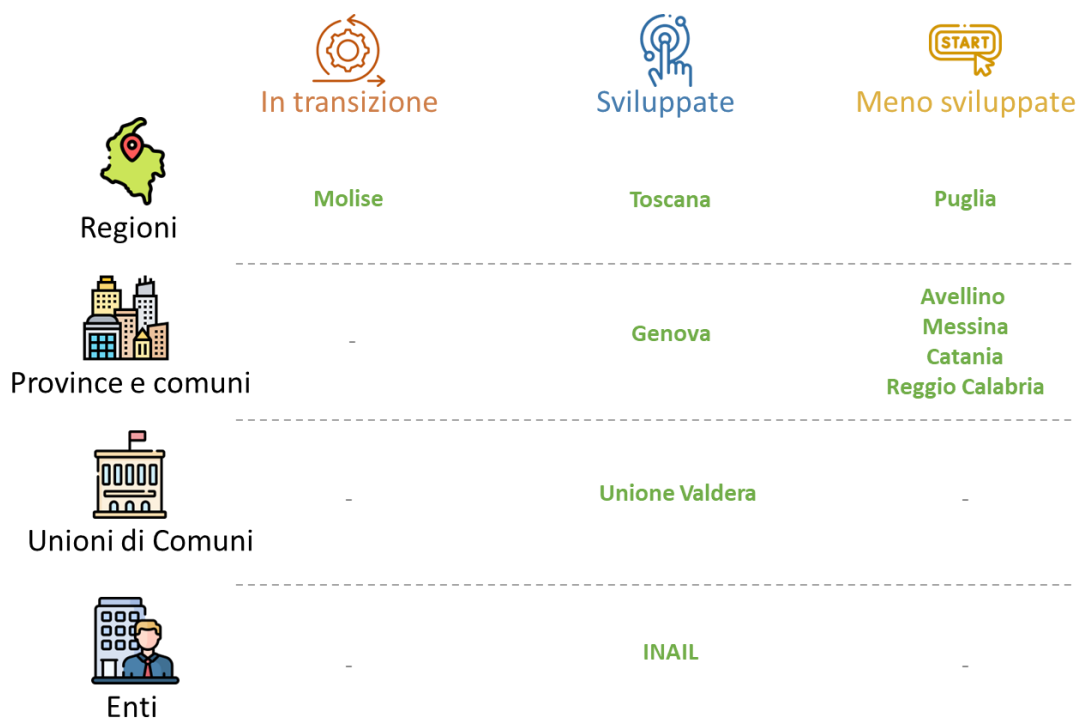 START
In transizione
Sviluppate
Meno sviluppate
Regioni
Molise
Toscana
Puglia
Province e comuni
-
Genova
Avellino
Messina
Catania
Reggio Calabria
Unioni di Comuni
-
Unione Valdera
-
Enti
-
INAIL
-